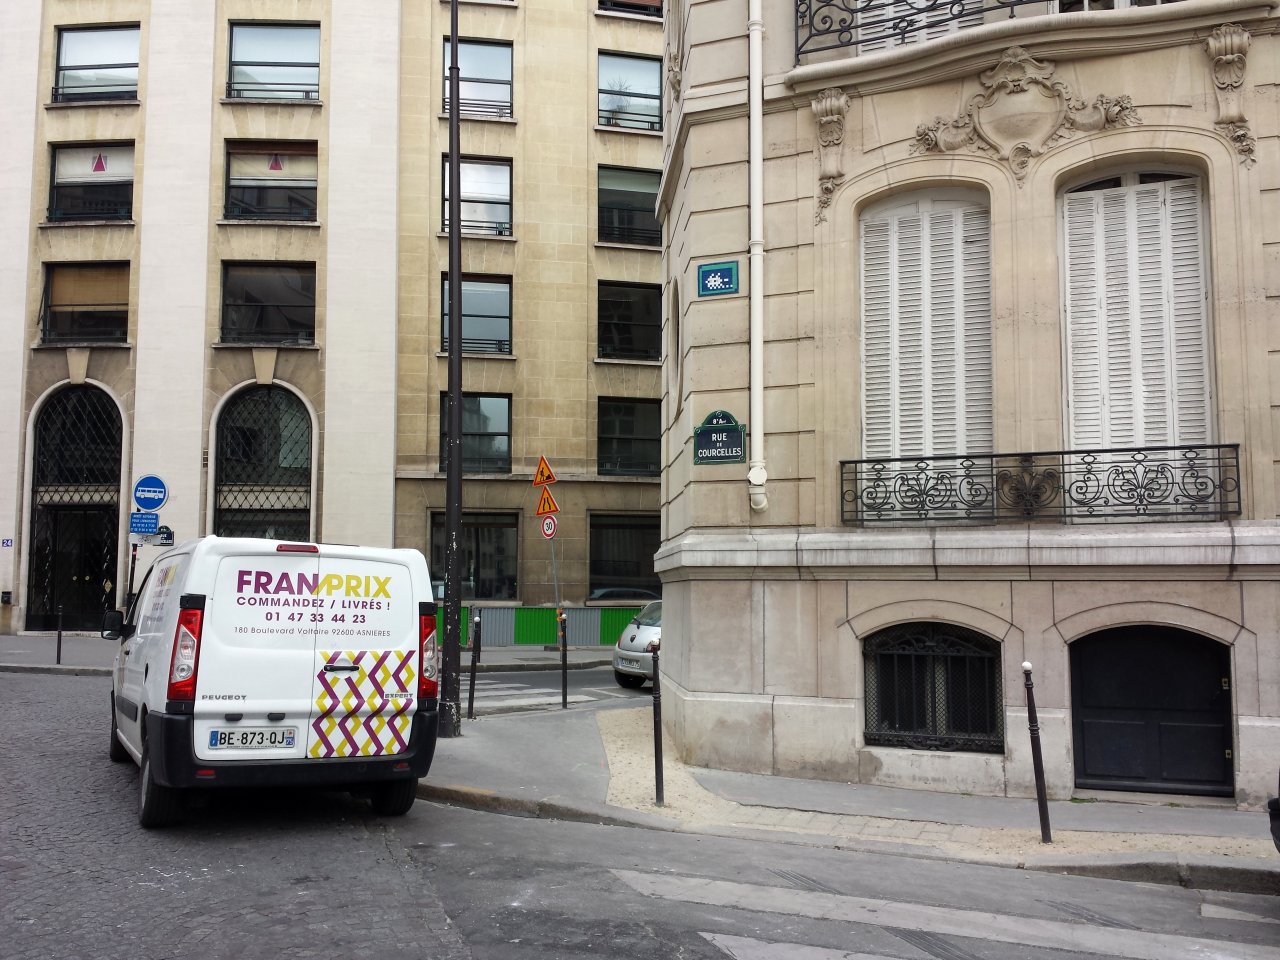 8e Arrt
RUE
DE
COURCELLES
30
24
FRANPRIX
COMMANDEZ / LIVRÉS !
01 47 33 44 23
180 Boulevard Voltaire 92600 ASNIERES
PEUGEOT
EXPERT
BE-873-QJ
75